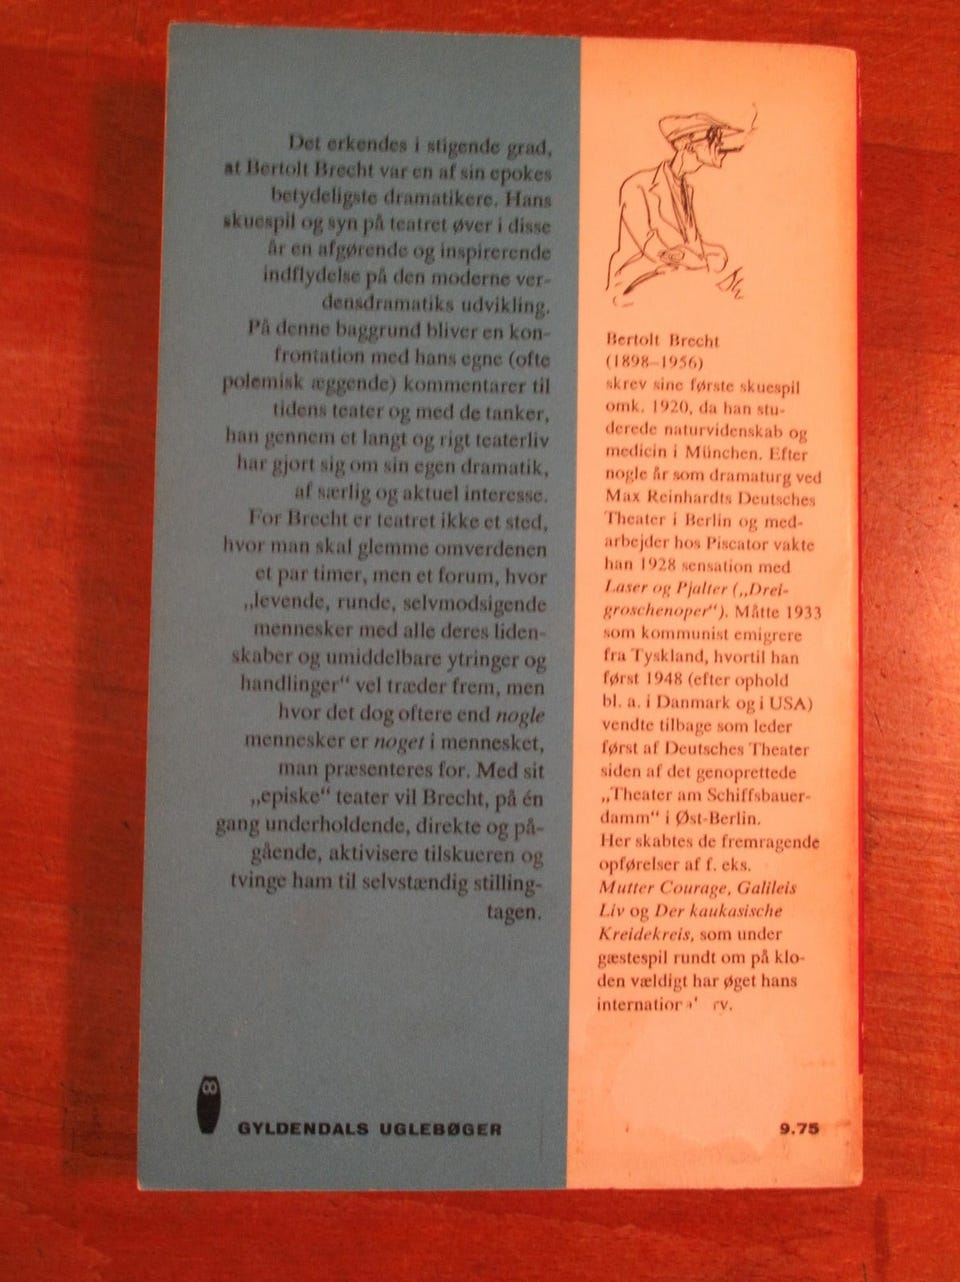 Det erkendes i stigende grad,
at Bertolt Brecht var en af sin epokes
betydeligste dramatikere. Hans
skuespil og syn på teatret øver i disse
år en afgørende og inspirerende
indflydelse på den moderne ver-
densdramatiks udvikling.
På denne baggrund bliver en kon-
frontation med hans egne (ofte
polemisk æggende) kommentarer til
tidens teater og med de tanker,
han gennem et langt og rigt teaterliv
har gjort sig om sin egen dramatik,
af særlig og aktuel interesse.
For Brecht er teatret ikke et sted,
hvor man skal glemme omverdenen
et par timer, men et forum, hvor
„levende, runde, selvmodsigende
mennesker med alle deres liden-
skaber og umiddelbare ytringer og
handlinger“ vel træder frem, men
hvor det dog oftere end nogle
mennesker er noget i mennesket,
man præsenteres for. Med sit
„episke“ teater vil Brecht, på én
gang underholdende, direkte og på-
gående, aktivisere tilskueren og
tvinge ham til selvstændig stilling-
tagen.
GYLDENDALS UGLEBØGER
Bertolt Brecht
(1898-1956)
skrev sine første skuespil
omk. 1920, da han stu-
derede naturvidenskab og
medicin i München. Efter
nogle år som dramaturg ved
Max Reinhardts Deutsches
Theater i Berlin og med-
arbejder hos Piscator vakte
han 1928 sensation med
Laser og Pjalter („Drei-
groschenoper“). Måtte 1933
som kommunist emigrere
fra Tyskland, hvortil han
først 1948 (efter ophold
bl. a. i Danmark og i USA)
vendte tilbage som leder
først af Deutsches Theater
siden af det genoprettede
„Theater am Schiffsbauer-
damm“ i Øst-Berlin.
Her skabtes de fremragende
opførelser af f. eks.
Mutter Courage, Galileis
Liv og Der kaukasische
Kreidekreis, som under
gæstespil rundt om på klo-
den vældigt har øget hans
9.75